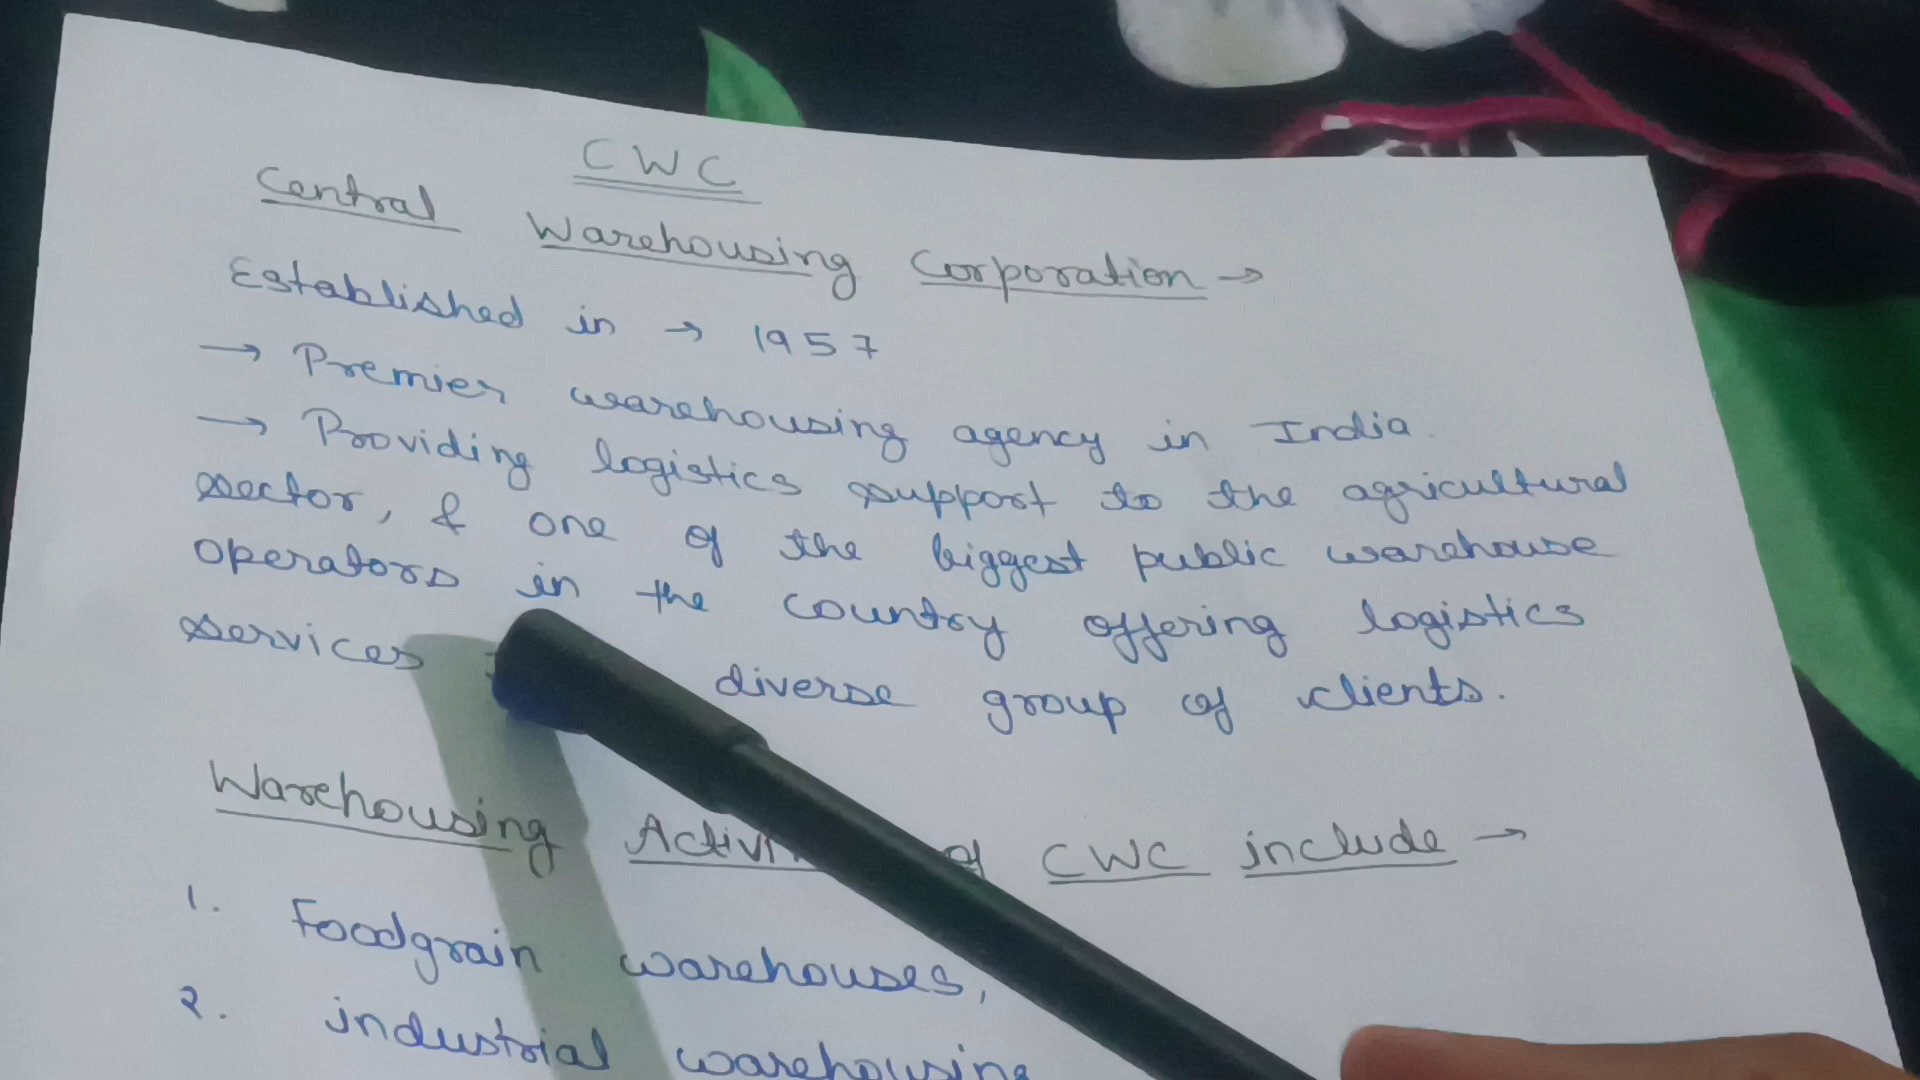 CWC
Central Warehousing Corporation →
Established in → 1957
→ Premier warehousing agency in India.
→ Providing logistics support to the agricultural
sector, & one of the biggest public warehouse
operators in the country offering logistics
services diverse group of clients.
Warehousing of CWC include →
1. Foodgrain warehouses,
2. industrial warehousing